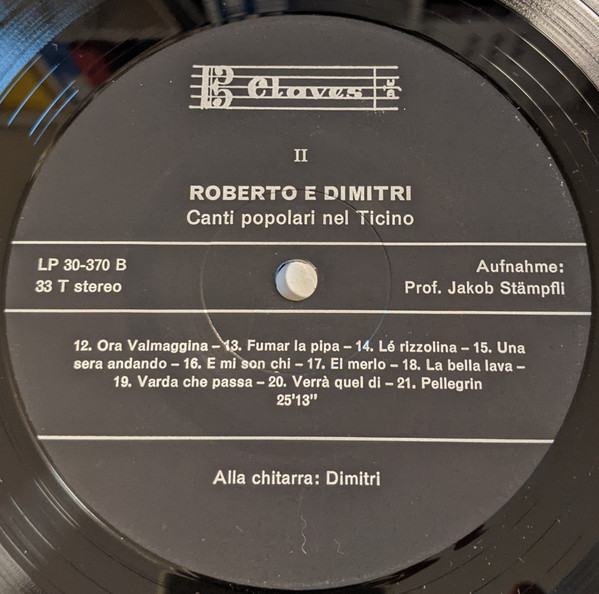 Claves
II
ROBERTO E DIMITRI
Canti popolari nel Ticino
LP 30-370 B
33 T stereo
Aufnahme:
Prof. Jakob Stämpfli
12. Ora Valmaggina – 13. Fumar la pipa – 14. Lé rizzolina – 15. Una
sera andando – 16. E mi son chi – 17. El merlo – 18. La bella lava –
19. Varda che passa – 20. Verrà quel di – 21. Pellegrin
25'13"
Alla chitarra: Dimitri